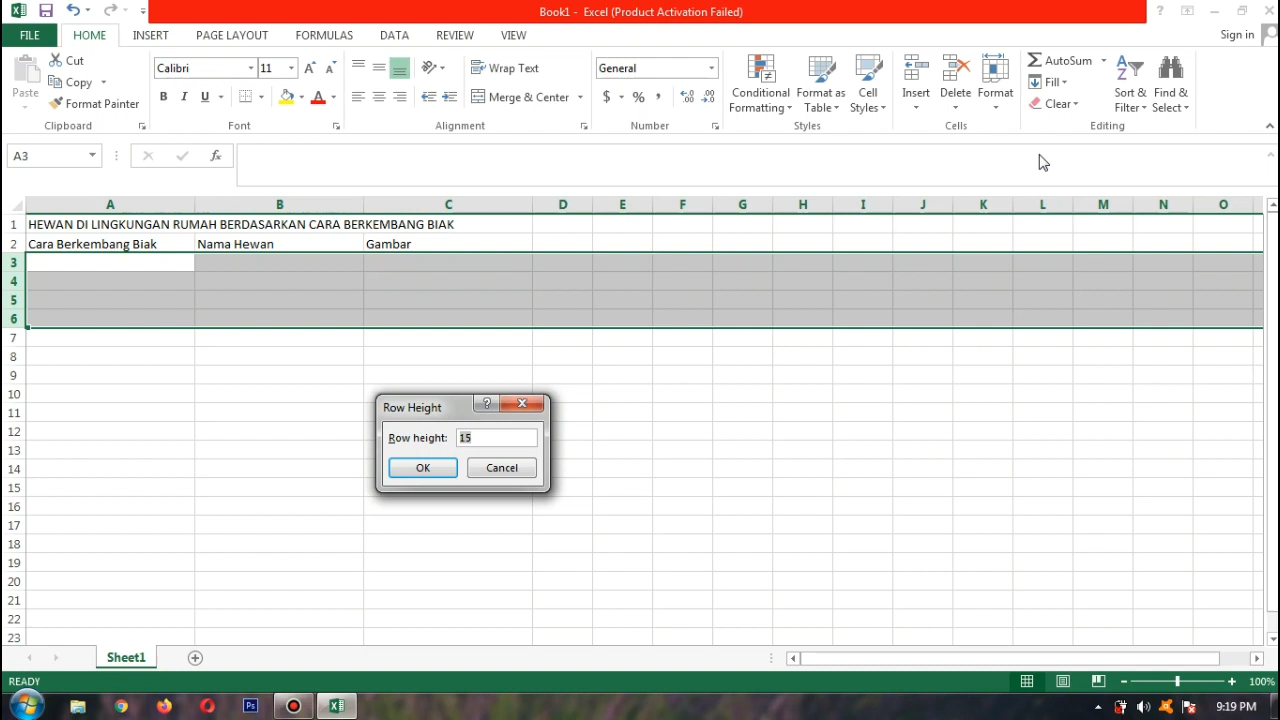 Book1 - Excel (Product Activation Failed)
FILE HOME INSERT PAGE LAYOUT FORMULAS DATA REVIEW VIEW Sign in
Paste Cut Copy Format Painter Clipboard
Calibri 11 B I U A Font
Wrap Text Merge & Center Alignment
General $ % , Number
Conditional Formatting Format as Table Cell Styles Styles
Insert Delete Format Cells
AutoSum Fill Clear Sort & Filter Find & Select Editing
A3 fx
A B C D E F G H I J K L M N O
1 HEWAN DI LINGKUNGAN RUMAH BERDASARKAN CARA BERKEMBANG BIAK
2 Cara Berkembang Biak Nama Hewan Gambar
3
4
5
6
7
8
9
10
11
12
13
14
15
16
17
18
19
20
21
22
23
Row Height ?
Row height: 15
OK Cancel
Sheet1
READY 100%
Ps 9:19 PM